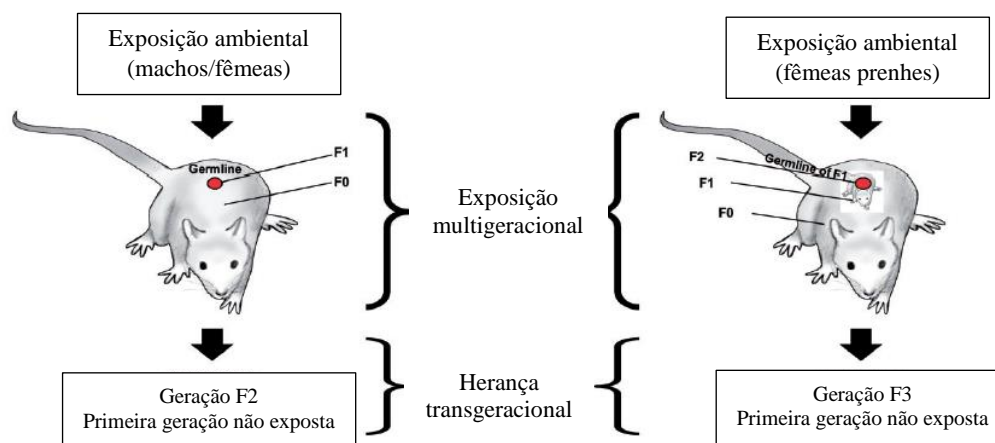 Exposição ambiental
(machos/fêmeas)
Exposição ambiental
(fêmeas prenhes)
Germline
F1
F0
Exposição
multigeracional
F2
Germline of F1
F1
F0
Geração F2
Primeira geração não exposta
Herança
transgeracional
Geração F3
Primeira geração não exposta